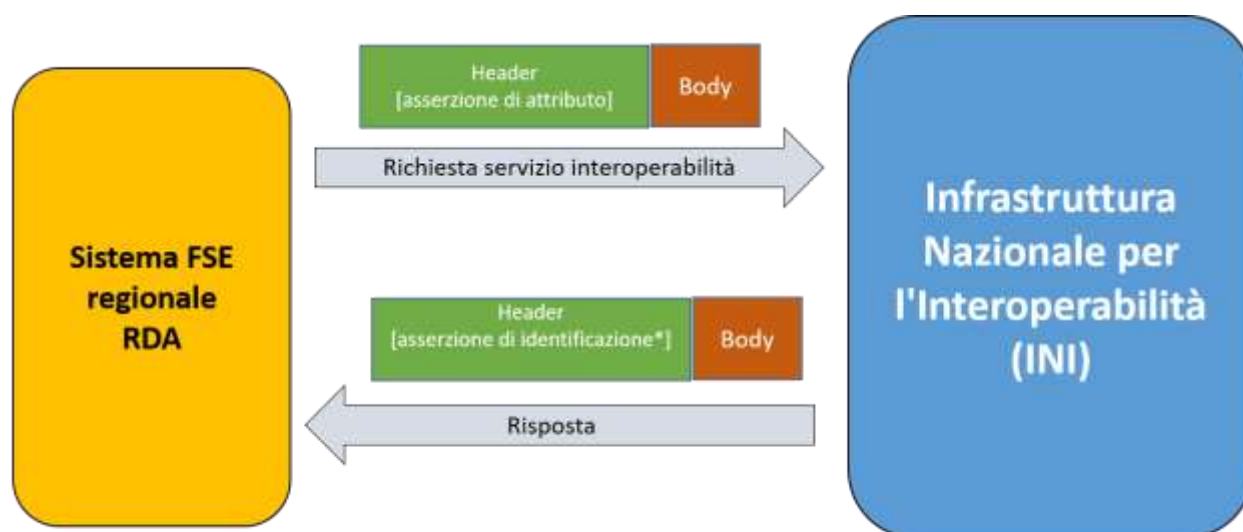 Header
[asserzione di attributo]
Body
Richiesta servizio interoperabilità
Sistema FSE
regionale
RDA
Infrastruttura
Nazionale per
l'Interoperabilità
(INI)
Header
[asserzione di identificazione*]
Body
Risposta